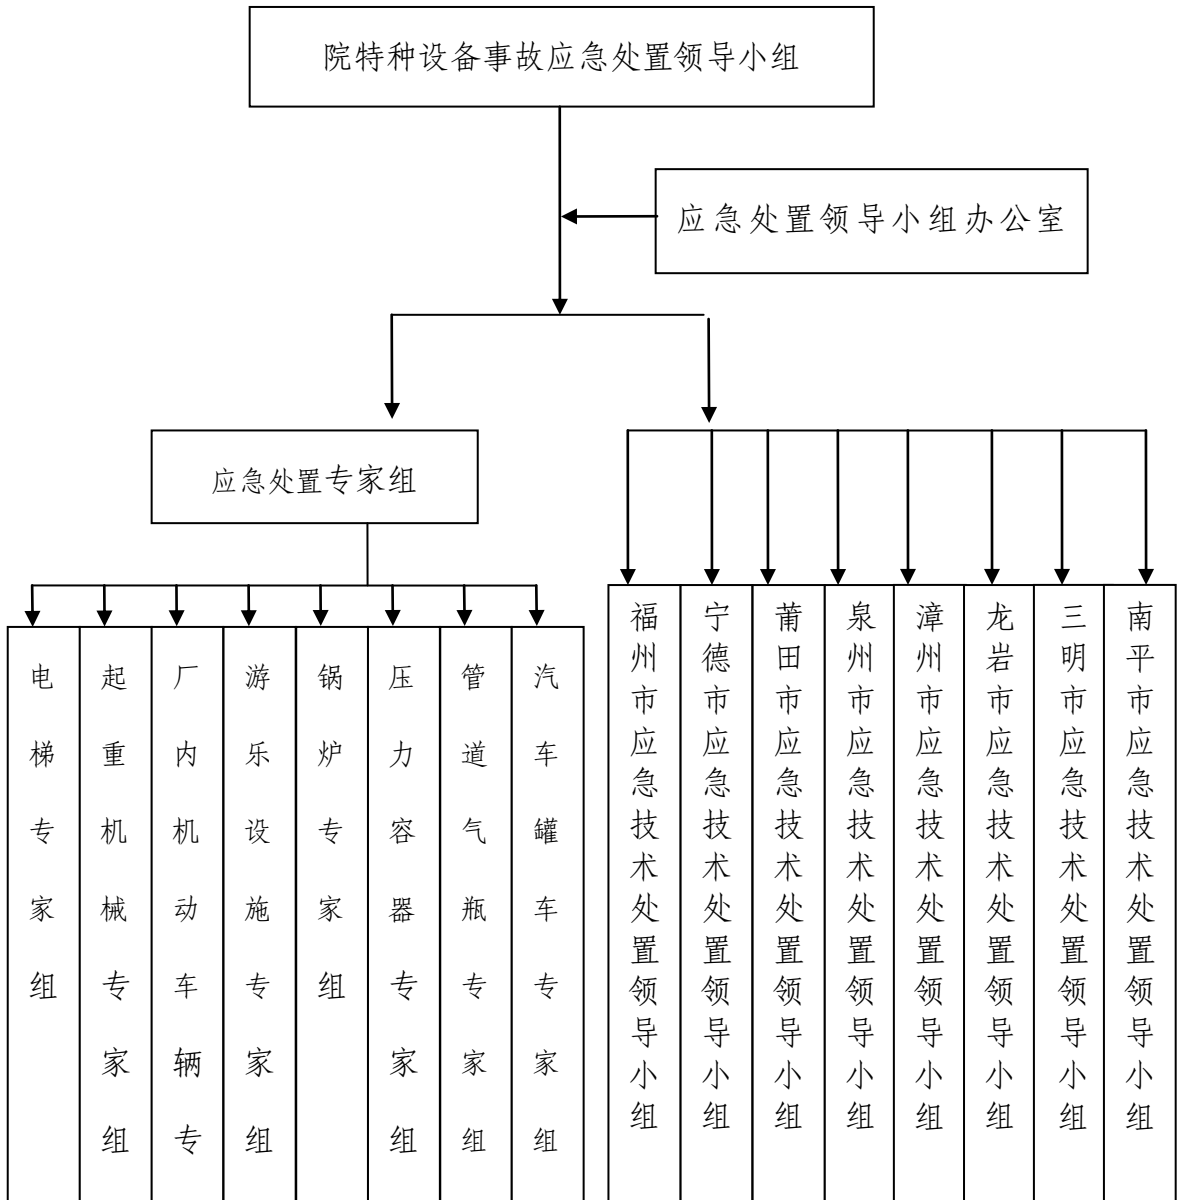 院特种设备事故应急处置领导小组
应急处置领导小组办公室
应急处置专家组
电梯专家组
起重机械专家组
厂内机动车辆专
游乐设施专家组
锅炉专家组
压力容器专家组
管道气瓶专家组
汽车罐车专家组
福州市应急技术处置领导小组
宁德市应急技术处置领导小组
莆田市应急技术处置领导小组
泉州市应急技术处置领导小组
漳州市应急技术处置领导小组
龙岩市应急技术处置领导小组
三明市应急技术处置领导小组
南平市应急技术处置领导小组